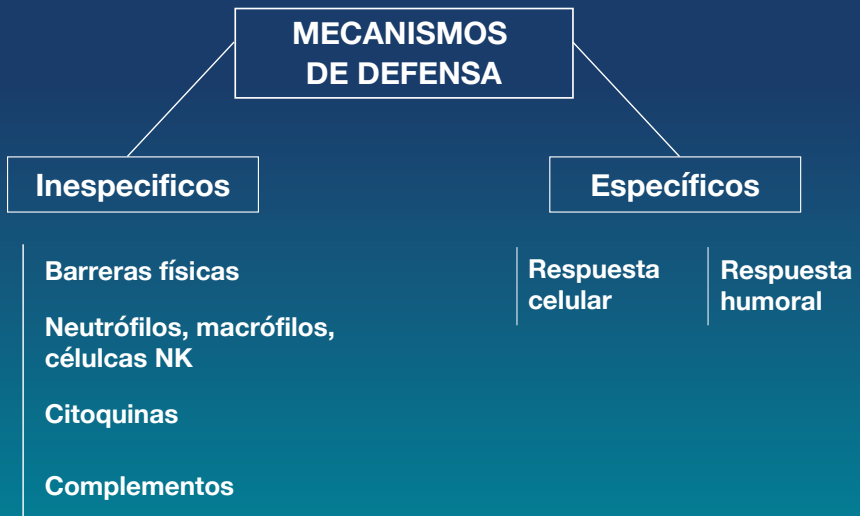 MECANISMOS
DE DEFENSA
Inespecificos
Específicos
Barreras físicas
Neutrófilos, macrófilos,
célulcas NK
Citoquinas
Complementos
Respuesta
celular
Respuesta
humoral